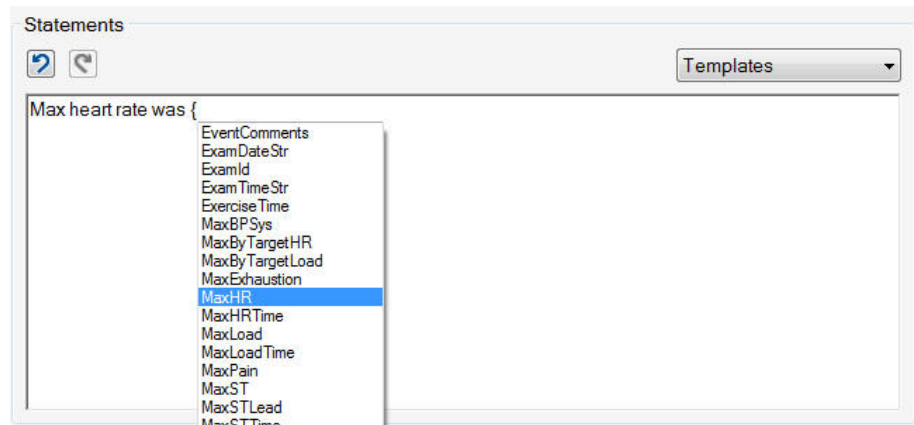 Statements
Templates
Max heart rate was {
EventComments
ExamDateStr
ExamId
ExamTimeStr
ExerciseTime
MaxBPSys
MaxByTargetHR
MaxByTargetLoad
MaxExhaustion
MaxHR
MaxHRTime
MaxLoad
MaxLoadTime
MaxPain
MaxST
MaxSTLead
MaxSTTime